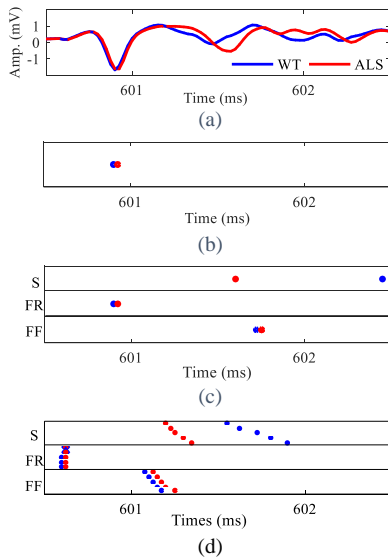 Amp. (mV)
1
0
-1
WT ALS
601 602
Time (ms)
(a)
601 602
Time (ms)
(b)
S
FR
FF
601 602
Time (ms)
(c)
S
FR
FF
601 602
Times (ms)
(d)